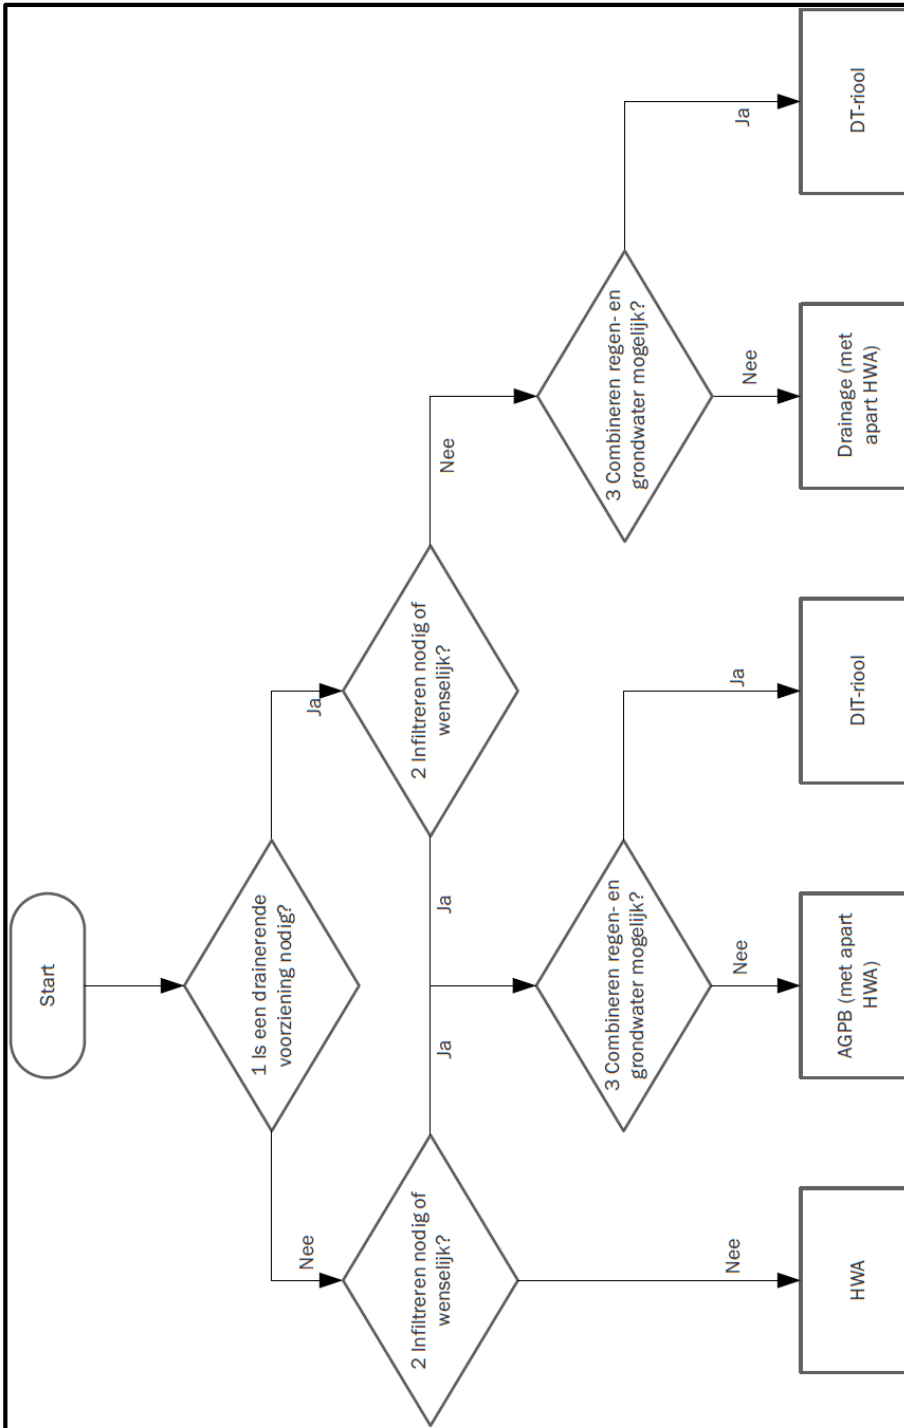 Start
1 Is een drainerende
voorziening nodig?
Nee
Ja
2 Infiltreren nodig of
wenselijk?
2 Infiltreren nodig of
wenselijk?
Ja
Ja
Nee
3 Combineren regen- en
grondwater mogelijk?
3 Combineren regen- en
grondwater mogelijk?
Nee
Nee
Ja
Nee
Ja
HWA
AGPB (met apart
HWA)
DIT-riool
Drainage (met
apart HWA)
DT-riool